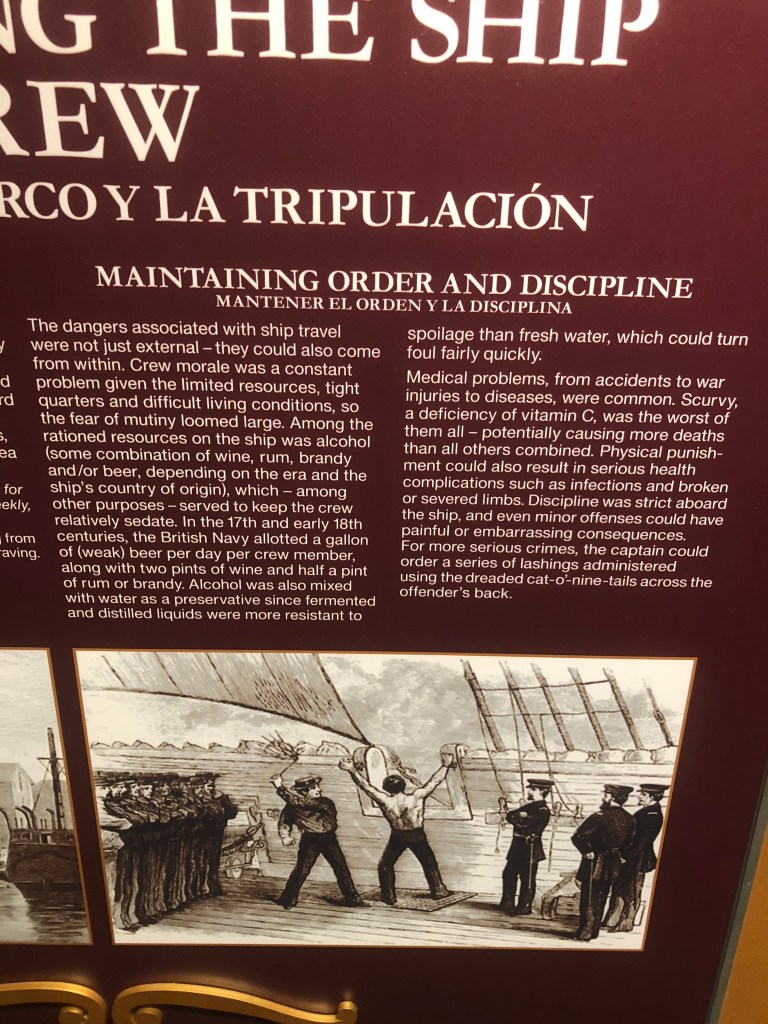 NG THE SHIP
REW
RCO Y LA TRIPULACIÓN
MAINTAINING ORDER AND DISCIPLINE
MANTENER EL ORDEN Y LA DISCIPLINA
The dangers associated with ship travel
were not just external – they could also come
from within. Crew morale was a constant
problem given the limited resources, tight
quarters and difficult living conditions, so
the fear of mutiny loomed large. Among the
rationed resources on the ship was alcohol
(some combination of wine, rum, brandy
and/or beer, depending on the era and the
ship's country of origin), which – among
other purposes – served to keep the crew
relatively sedate. In the 17th and early 18th
centuries, the British Navy allotted a gallon
of (weak) beer per day per crew member,
along with two pints of wine and half a pint
of rum or brandy. Alcohol was also mixed
with water as a preservative since fermented
and distilled liquids were more resistant to
spoilage than fresh water, which could turn
foul fairly quickly.
Medical problems, from accidents to war
injuries to diseases, were common. Scurvy,
a deficiency of vitamin C, was the worst of
them all – potentially causing more deaths
than all others combined. Physical punish-
ment could also result in serious health
complications such as infections and broken
or severed limbs. Discipline was strict aboard
the ship, and even minor offenses could have
painful or embarrassing consequences.
For more serious crimes, the captain could
order a series of lashings administered
using the dreaded cat-o'-nine-tails across the
offender's back.